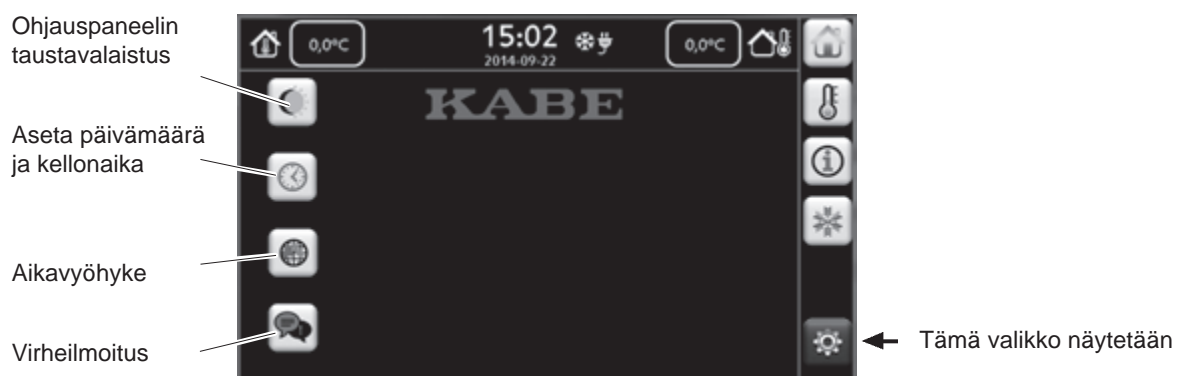 Ohjauspaneelin
taustavalaistus
Aseta päivämäärä
ja kellonaika
Aikavyöhyke
Virheilmoitus
0,0°C
15:02
2014-09-22
0,0°C
KABE
Tämä valikko näytetään